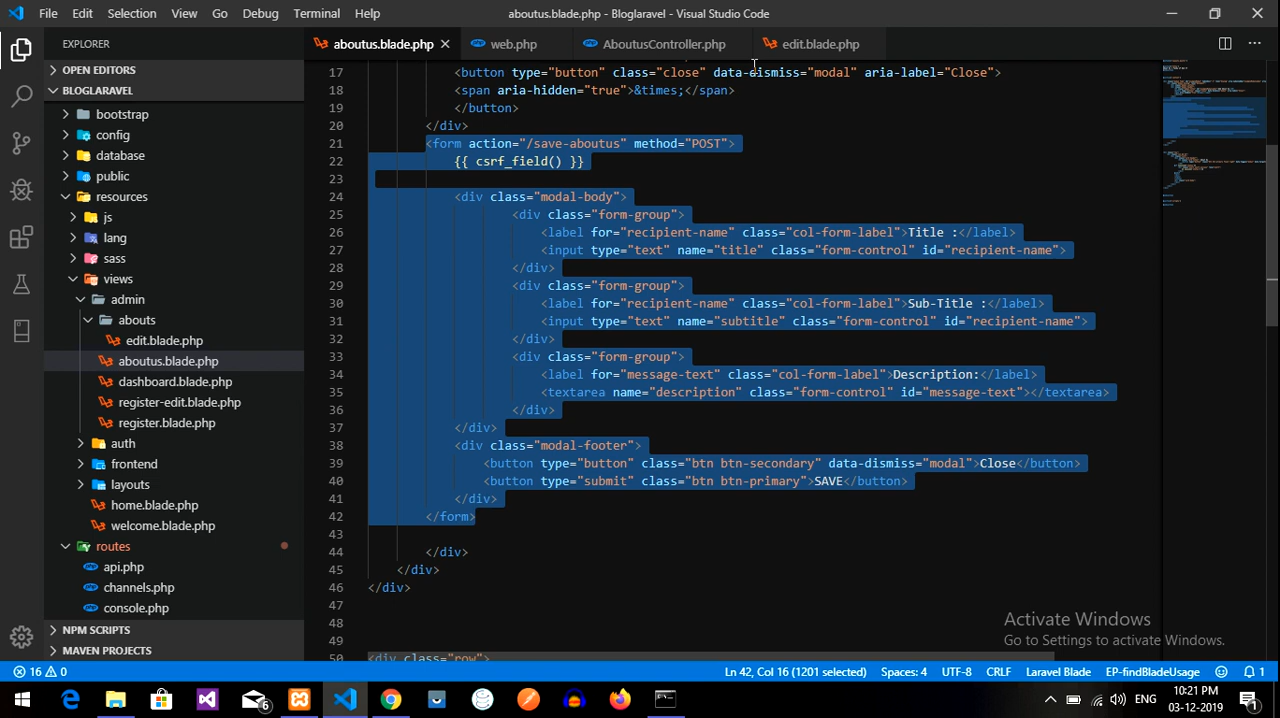 File Edit Selection View Go Debug Terminal Help aboutus.blade.php - Bloglaravel - Visual Studio Code
EXPLORER aboutus.blade.php web.php AboutusController.php edit.blade.php
OPEN EDITORS
BLOGLARAVEL
bootstrap
config
database
public
resources
js
lang
sass
views
admin
abouts
edit.blade.php
aboutus.blade.php
dashboard.blade.php
register-edit.blade.php
register.blade.php
auth
frontend
layouts
home.blade.php
welcome.blade.php
routes
api.php
channels.php
console.php
NPM SCRIPTS
MAVEN PROJECTS
17 <button type="button" class="close" data-dismiss="modal" aria-label="Close">
18 <span aria-hidden="true">&times;</span>
19 </button>
20 </div>
21 <form action="/save-aboutus" method="POST">
22 {{ csrf_field() }}
23
24 <div class="modal-body">
25 <div class="form-group">
26 <label for="recipient-name" class="col-form-label">Title :</label>
27 <input type="text" name="title" class="form-control" id="recipient-name">
28 </div>
29 <div class="form-group">
30 <label for="recipient-name" class="col-form-label">Sub-Title :</label>
31 <input type="text" name="subtitle" class="form-control" id="recipient-name">
32 </div>
33 <div class="form-group">
34 <label for="message-text" class="col-form-label">Description:</label>
35 <textarea name="description" class="form-control" id="message-text"></textarea>
36 </div>
37 </div>
38 <div class="modal-footer">
39 <button type="button" class="btn btn-secondary" data-dismiss="modal">Close</button>
40 <button type="submit" class="btn btn-primary">SAVE</button>
41 </div>
42 </form>
43
44 </div>
45 </div>
46 </div>
47
48
49
50 <div class="row">
Activate Windows
Go to Settings to activate Windows.
16 0 Ln 42, Col 16 (1201 selected) Spaces: 4 UTF-8 CRLF Laravel Blade EP-findBladeUsage 1
6 ENG 10:21 PM
03-12-2019 1